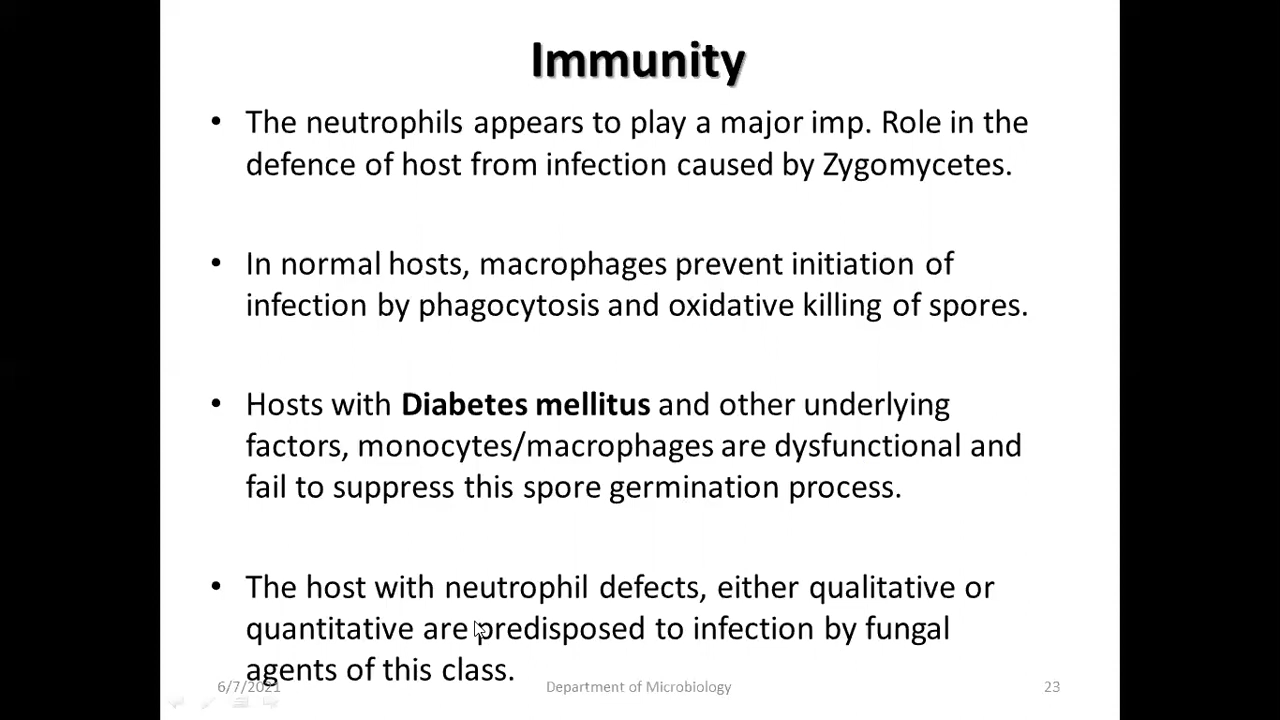 Immunity
• The neutrophils appears to play a major imp. Role in the
defence of host from infection caused by Zygomycetes.
• In normal hosts, macrophages prevent initiation of
infection by phagocytosis and oxidative killing of spores.
• Hosts with Diabetes mellitus and other underlying
factors, monocytes/macrophages are dysfunctional and
fail to suppress this spore germination process.
• The host with neutrophil defects, either qualitative or
quantitative are predisposed to infection by fungal
agents of this class.
6/7/2021 Department of Microbiology 23